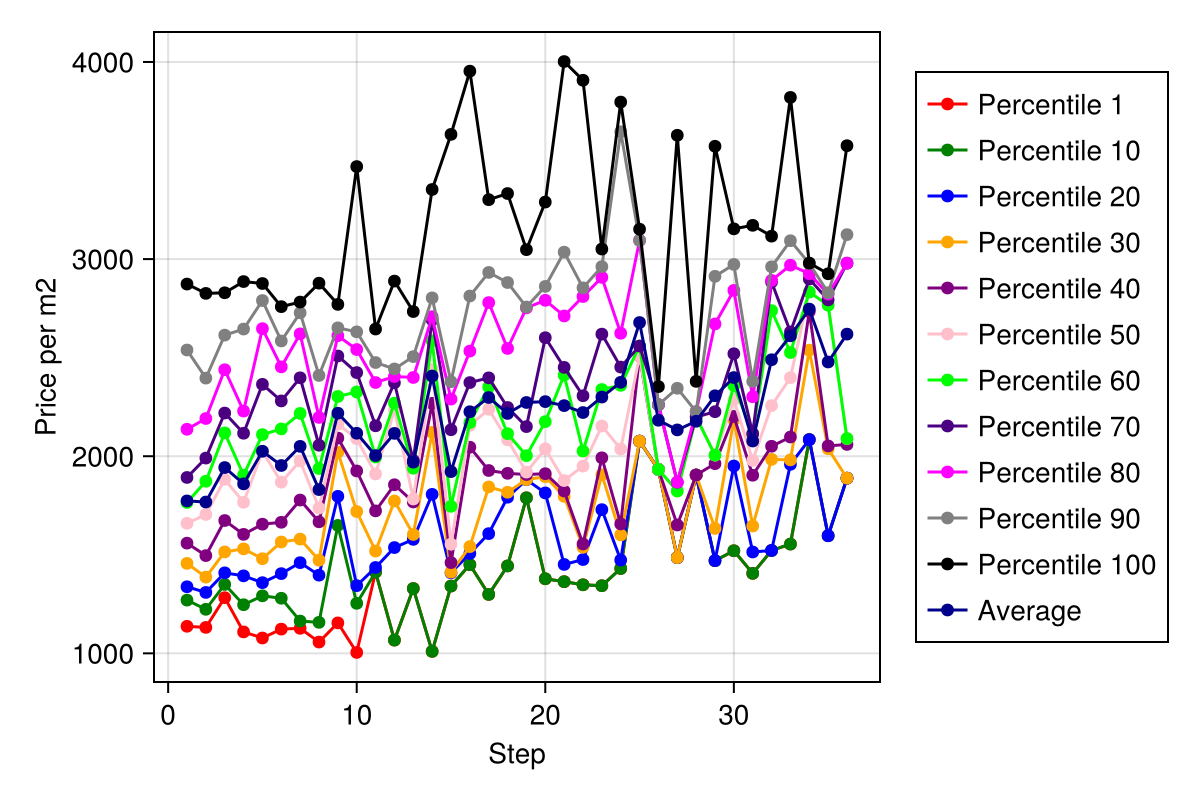 4000
3000
2000
1000
Price per m2
0 10 20 30
Step
Percentile 1
Percentile 10
Percentile 20
Percentile 30
Percentile 40
Percentile 50
Percentile 60
Percentile 70
Percentile 80
Percentile 90
Percentile 100
Average